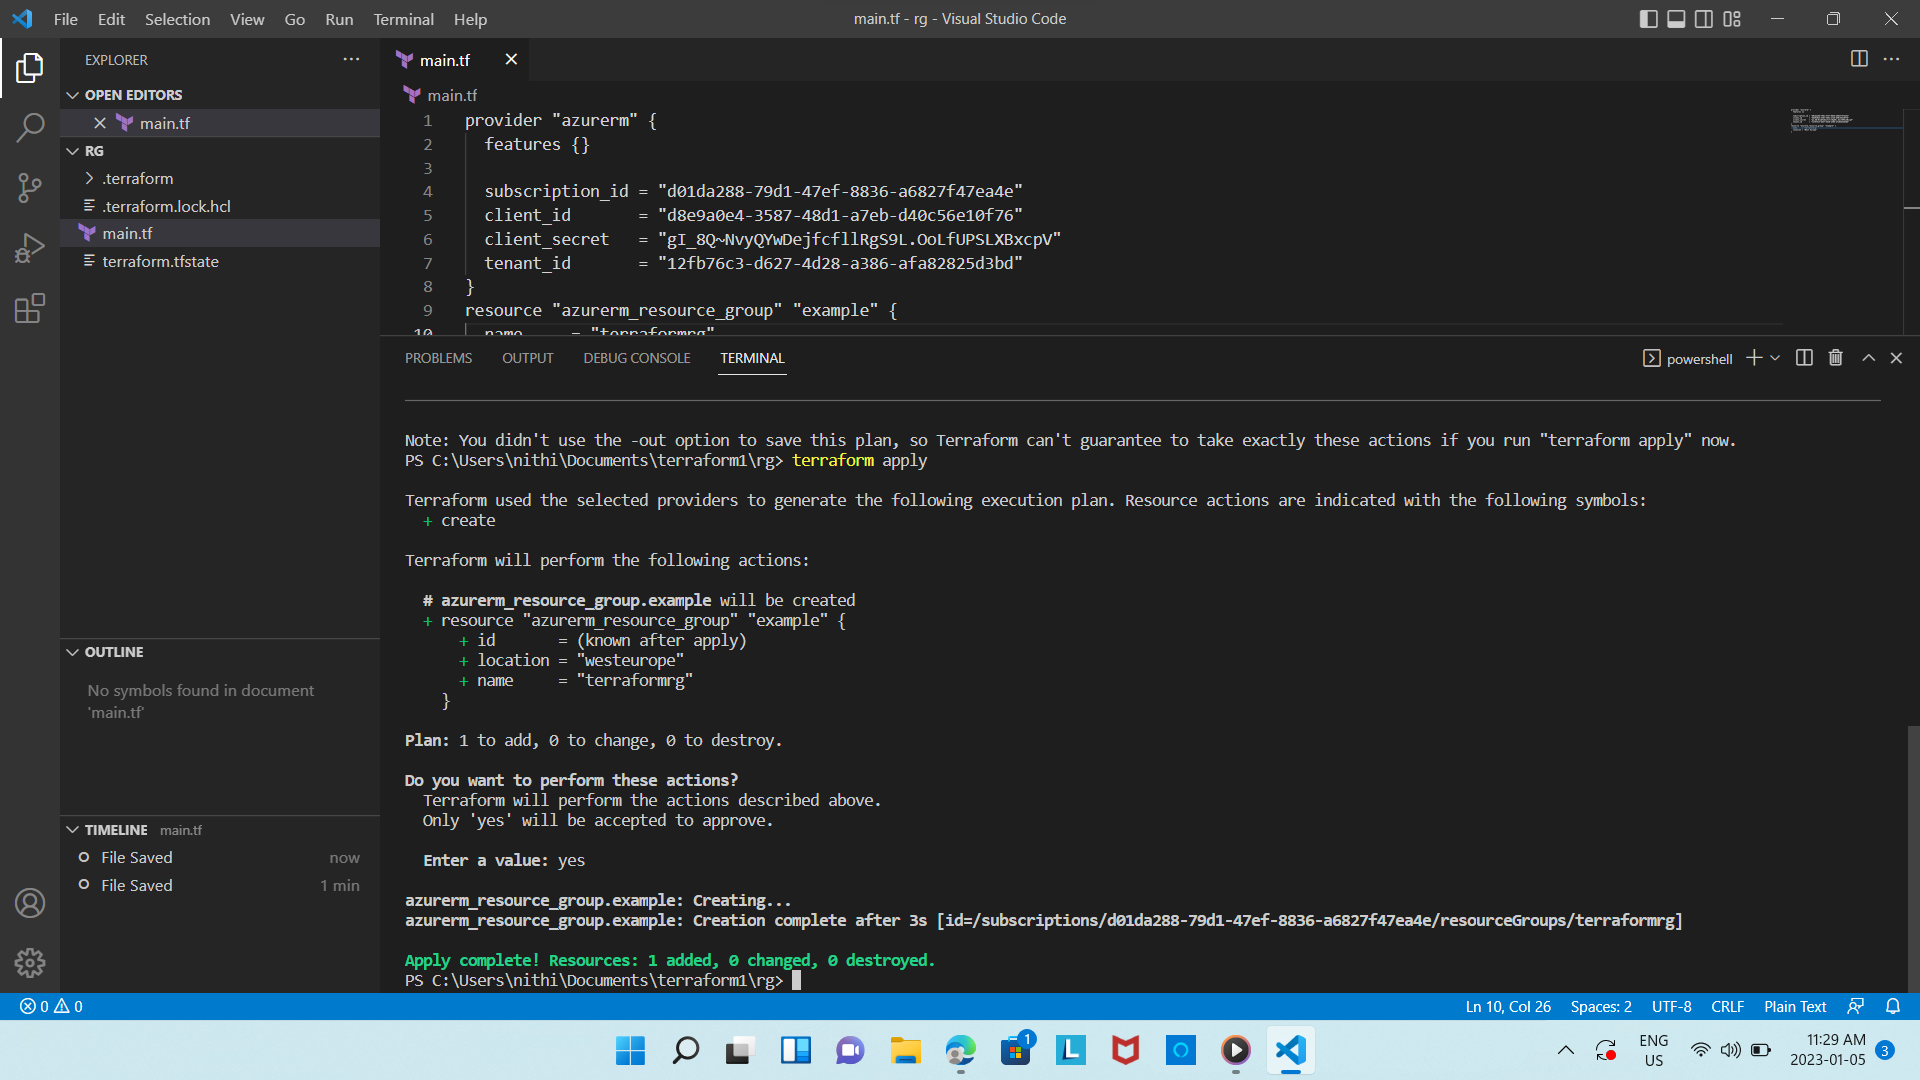 File Edit Selection View Go Run Terminal Help
main.tf - rg - Visual Studio Code
EXPLORER
OPEN EDITORS
main.tf
RG
.terraform
.terraform.lock.hcl
main.tf
terraform.tfstate
OUTLINE
No symbols found in document
'main.tf'
TIMELINE main.tf
File Saved now
File Saved 1 min
main.tf
main.tf
1 provider "azurerm" {
2 features {}
3
4 subscription_id = "d01da288-79d1-47ef-8836-a6827f47ea4e"
5 client_id = "d8e9a0e4-3587-48d1-a7eb-d40c56e10f76"
6 client_secret = "gI_8Q~NvyQYwDejfcfllRgS9L.OoLfUPSLXBxcpV"
7 tenant_id = "12fb76c3-d627-4d28-a386-afa82825d3bd"
8 }
9 resource "azurerm_resource_group" "example" {
10 name = "terraformrg"
PROBLEMS OUTPUT DEBUG CONSOLE TERMINAL
powershell
Note: You didn't use the -out option to save this plan, so Terraform can't guarantee to take exactly these actions if you run "terraform apply" now.
PS C:\Users\nithi\Documents\terraform1\rg> terraform apply
Terraform used the selected providers to generate the following execution plan. Resource actions are indicated with the following symbols:
+ create
Terraform will perform the following actions:
# azurerm_resource_group.example will be created
+ resource "azurerm_resource_group" "example" {
+ id = (known after apply)
+ location = "westeurope"
+ name = "terraformrg"
}
Plan: 1 to add, 0 to change, 0 to destroy.
Do you want to perform these actions?
Terraform will perform the actions described above.
Only 'yes' will be accepted to approve.
Enter a value: yes
azurerm_resource_group.example: Creating...
azurerm_resource_group.example: Creation complete after 3s [id=/subscriptions/d01da288-79d1-47ef-8836-a6827f47ea4e/resourceGroups/terraformrg]
Apply complete! Resources: 1 added, 0 changed, 0 destroyed.
PS C:\Users\nithi\Documents\terraform1\rg>
0 0
Ln 10, Col 26 Spaces: 2 UTF-8 CRLF Plain Text
1
L
ENG
US
11:29 AM
2023-01-05
3